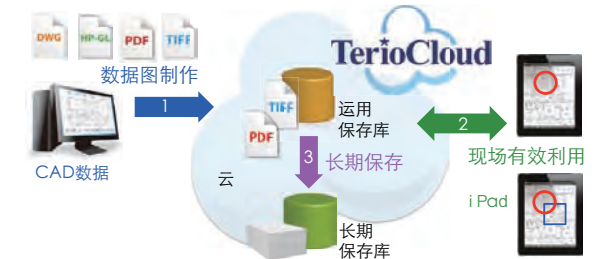 DWG
HP-GL
PDF
TIFF
数据图制作
1
CAD数据
TerioCloud
TIFF
PDF
运用
保存库
3
长期保存
云
长期
保存库
2
现场有效利用
i Pad